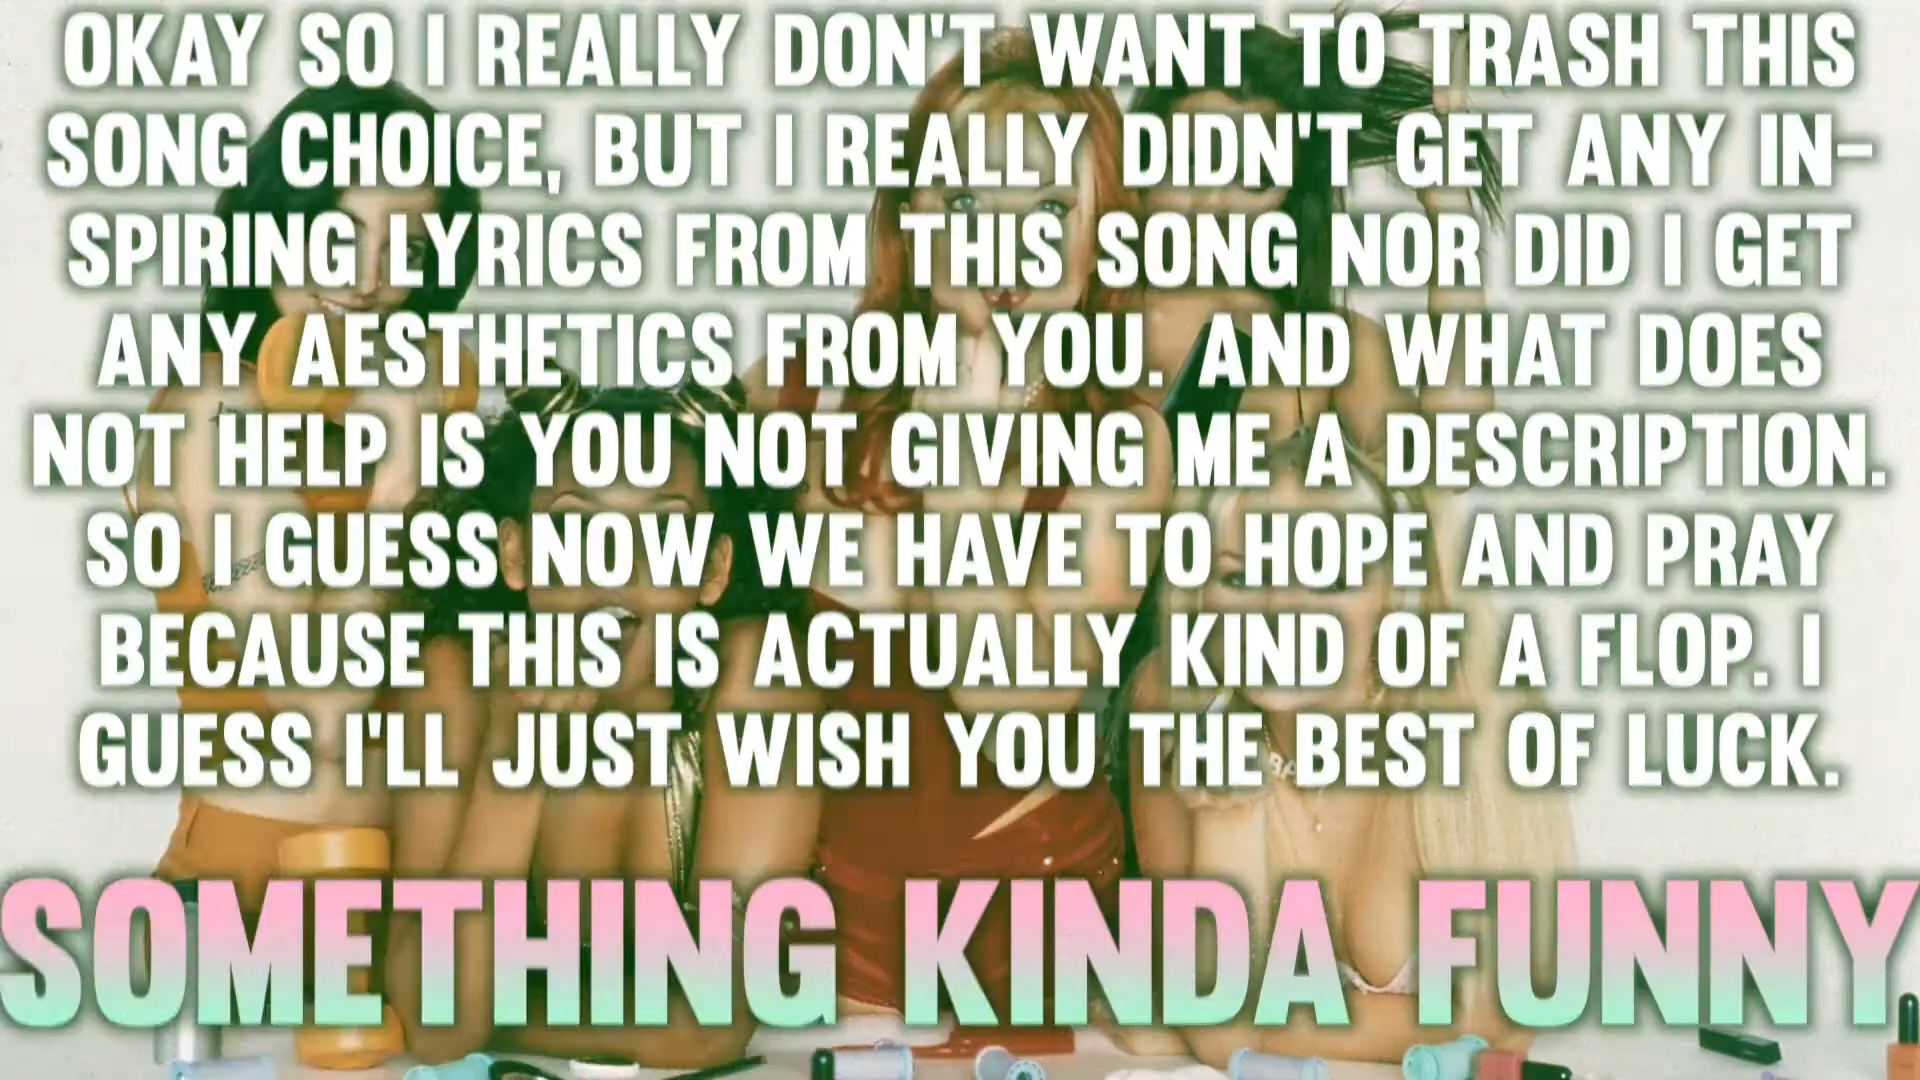 OKAY SO I REALLY DON'T WANT TO TRASH THIS
SONG CHOICE, BUT I REALLY DIDN'T GET ANY IN-
SPIRING LYRICS FROM THIS SONG NOR DID I GET
ANY AESTHETICS FROM YOU. AND WHAT DOES
NOT HELP IS YOU NOT GIVING ME A DESCRIPTION.
SO I GUESS NOW WE HAVE TO HOPE AND PRAY
BECAUSE THIS IS ACTUALLY KIND OF A FLOP. I
GUESS I'LL JUST WISH YOU THE BEST OF LUCK.
SOMETHING KINDA FUNNY